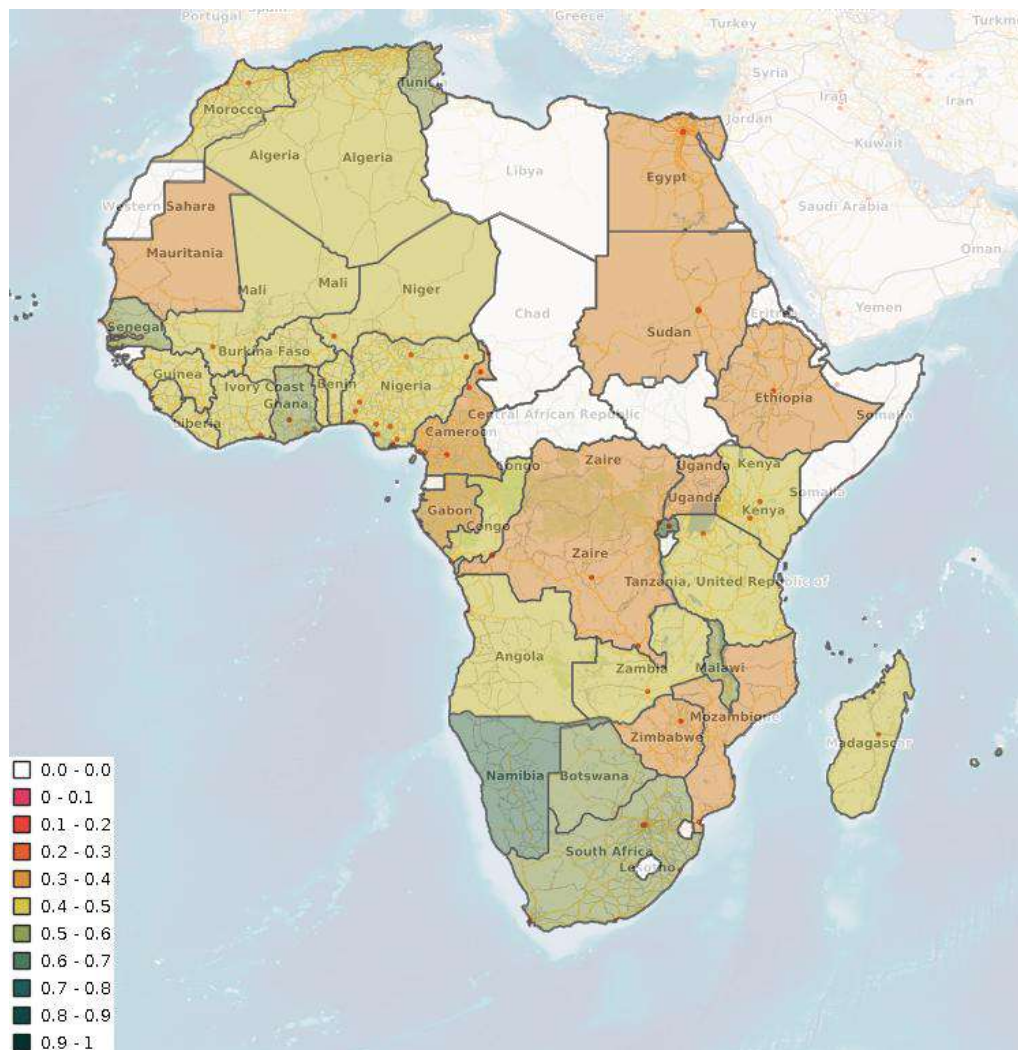 Portugal
Spain
Greece
Turkey
Turkm
Syria
Iraq
Iran
Jordan
Kuwait
Tunis
Morocco
Algeria
Algeria
Libya
Egypt
Saudi Arabia
Western
Sahara
Oman
Mauritania
Mali
Mali
Niger
Chad
Sudan
Eritrea
Yemen
Senegal
Burkina Faso
Guinea
Ivory Coast
Benin
Nigeria
Ghana
Liberia
Cameroon
Central African Republic
Ethiopia
Somalia
Congo
Zaire
Uganda
Kenya
Uganda
Somalia
Gabon
Congo
Kenya
Zaire
Tanzania, United Republic of
Angola
Zambia
Malawi
Mozambique
Zimbabwe
Madagascar
Namibia
Botswana
South Africa
Lesotho
0.0 - 0.0
0 - 0.1
0.1 - 0.2
0.2 - 0.3
0.3 - 0.4
0.4 - 0.5
0.5 - 0.6
0.6 - 0.7
0.7 - 0.8
0.8 - 0.9
0.9 - 1